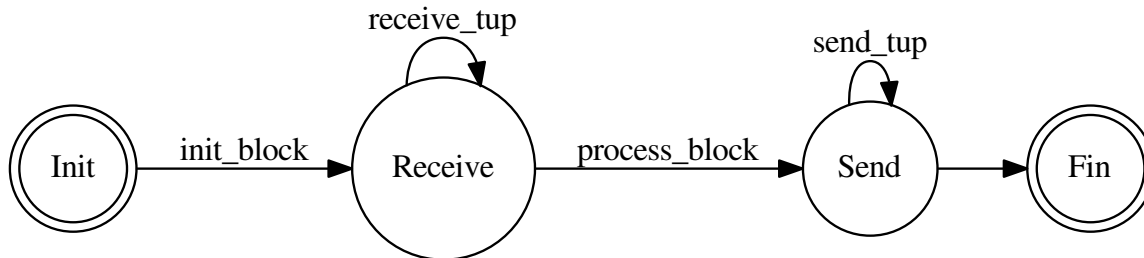 receive_tup
send_tup
Init
init_block
Receive
process_block
Send
Fin